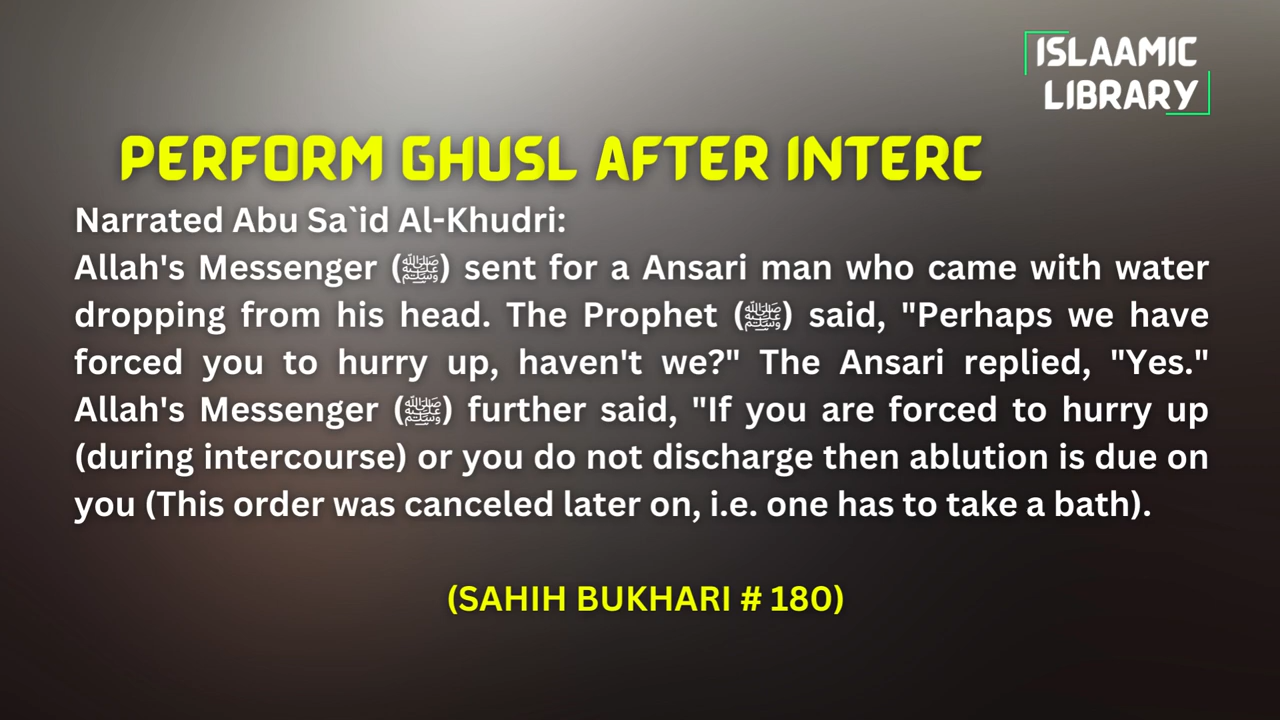 ISLAAMIC
LIBRARY
PERFORM GHUSL AFTER INTERC
Narrated Abu Sa`id Al-Khudri:
Allah's Messenger (ﷺ) sent for a Ansari man who came with water
dropping from his head. The Prophet (ﷺ) said, "Perhaps we have
forced you to hurry up, haven't we?" The Ansari replied, "Yes."
Allah's Messenger (ﷺ) further said, "If you are forced to hurry up
(during intercourse) or you do not discharge then ablution is due on
you (This order was canceled later on, i.e. one has to take a bath).
(SAHIH BUKHARI # 180)